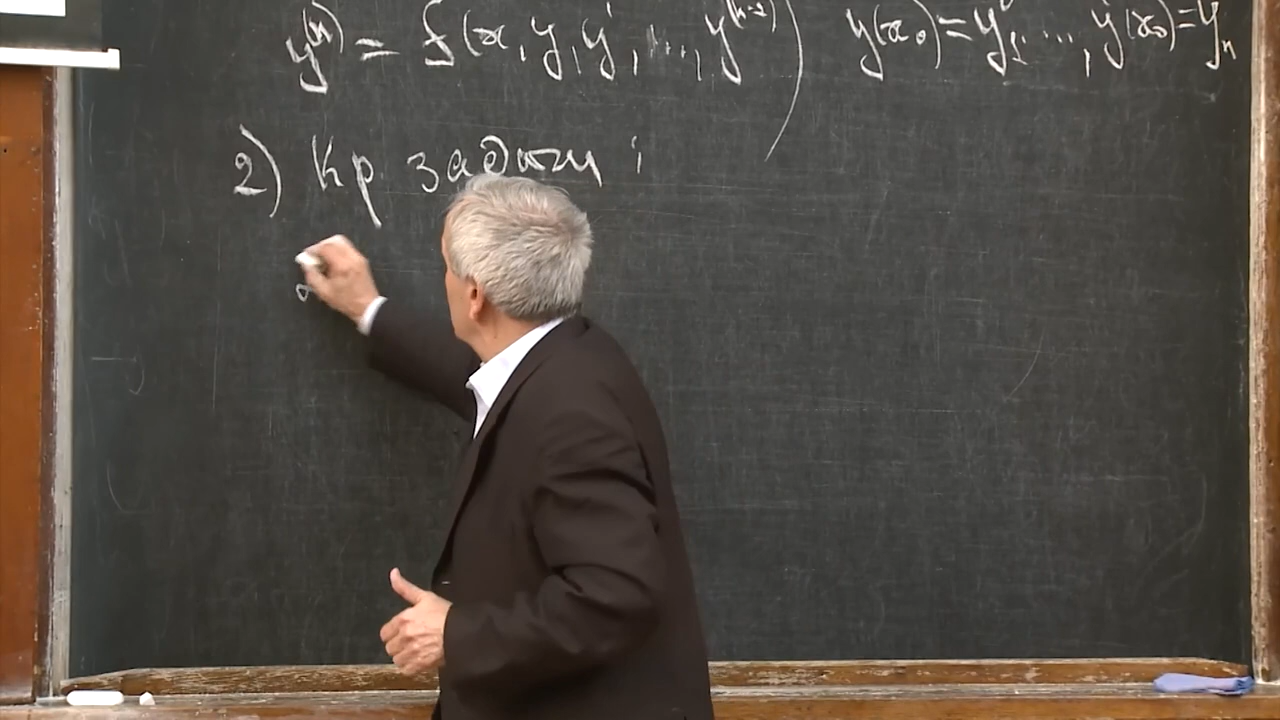 y^(n) = f(x, y, y', ..., y^(n-1)) y(x₀) = y₁⁰, ..., y(x₀) = yₙ
2) Кр задачи ;